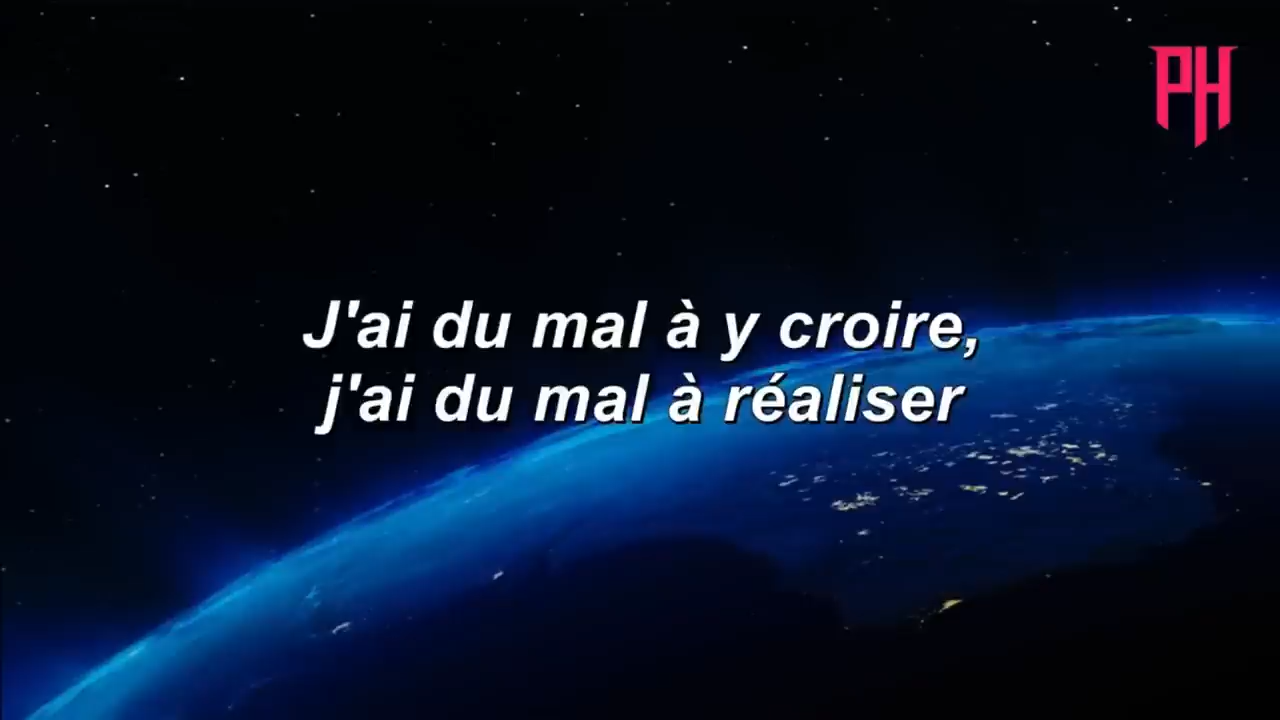 PH
J'ai du mal à y croire,
j'ai du mal à réaliser